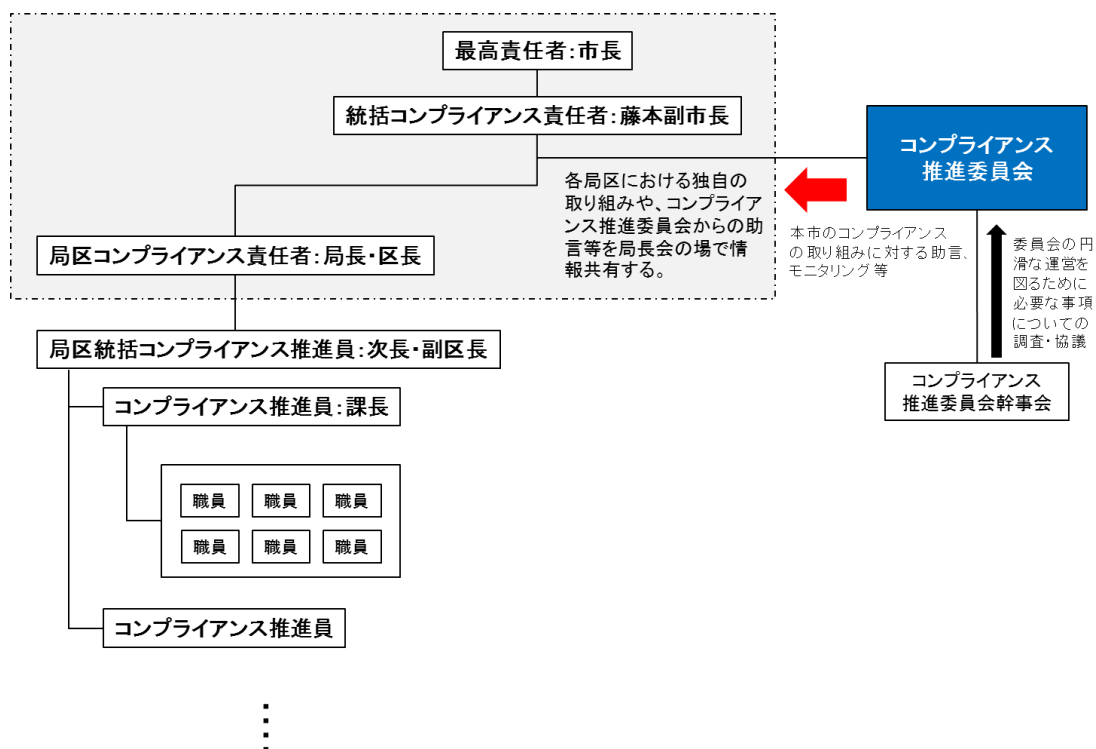 最高責任者:市長
統括コンプライアンス責任者:藤本副市長
コンプライアンス
推進委員会
各局区における独自の
取り組みや、コンプライア
ンス推進委員会からの助
言等を局長会の場で情
報共有する。
本市のコンプライアンス
の取り組みに対する助言、
モニタリング等
委員会の円
滑な運営を
図るために
必要な事項
についての
調査・協議
局区コンプライアンス責任者:局長・区長
局区統括コンプライアンス推進員:次長・副区長
コンプライアンス
推進委員会幹事会
コンプライアンス推進員:課長
職員 職員 職員
職員 職員 職員
コンプライアンス推進員